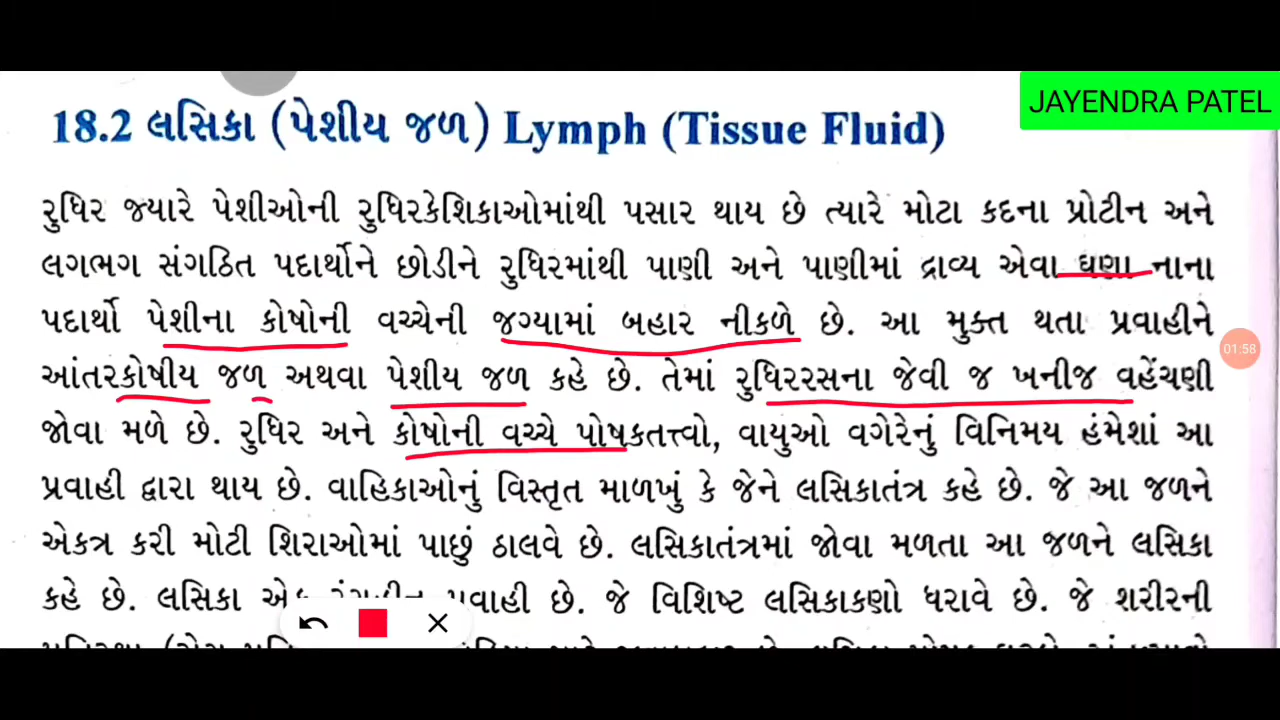 JAYENDRA PATEL
18.2 લસિકા (પેશીય જળ) Lymph (Tissue Fluid)
રુધિર જ્યારે પેશીઓની રુધિરકેશિકાઓમાંથી પસાર થાય છે ત્યારે મોટા કદના પ્રોટીન અને
લગભગ સંગઠિત પદાર્થોને છોડીને રુધિરમાંથી પાણી અને પાણીમાં દ્રાવ્ય એવા ઘણા નાના
પદાર્થો પેશીના કોષોની વચ્ચેની જગ્યામાં બહાર નીકળે છે. આ મુક્ત થતા પ્રવાહીને
આંતરકોષીય જળ અથવા પેશીય જળ કહે છે. તેમાં રુધિરરસના જેવી જ ખનીજ વહેંચણી
01:58
જોવા મળે છે. રુધિર અને કોષોની વચ્ચે પોષકતત્ત્વો, વાયુઓ વગેરેનું વિનિમય હંમેશાં આ
પ્રવાહી દ્વારા થાય છે. વાહિકાઓનું વિસ્તૃત માળખું કે જેને લસિકાતંત્ર કહે છે. જે આ જળને
એકત્ર કરી મોટી શિરાઓમાં પાછું ઠાલવે છે. લસિકાતંત્રમાં જોવા મળતા આ જળને લસિકા
કહે છે. લસિકા પ્રવાહી છે. જે વિશિષ્ટ લસિકાકણો ધરાવે છે. જે શરીરની